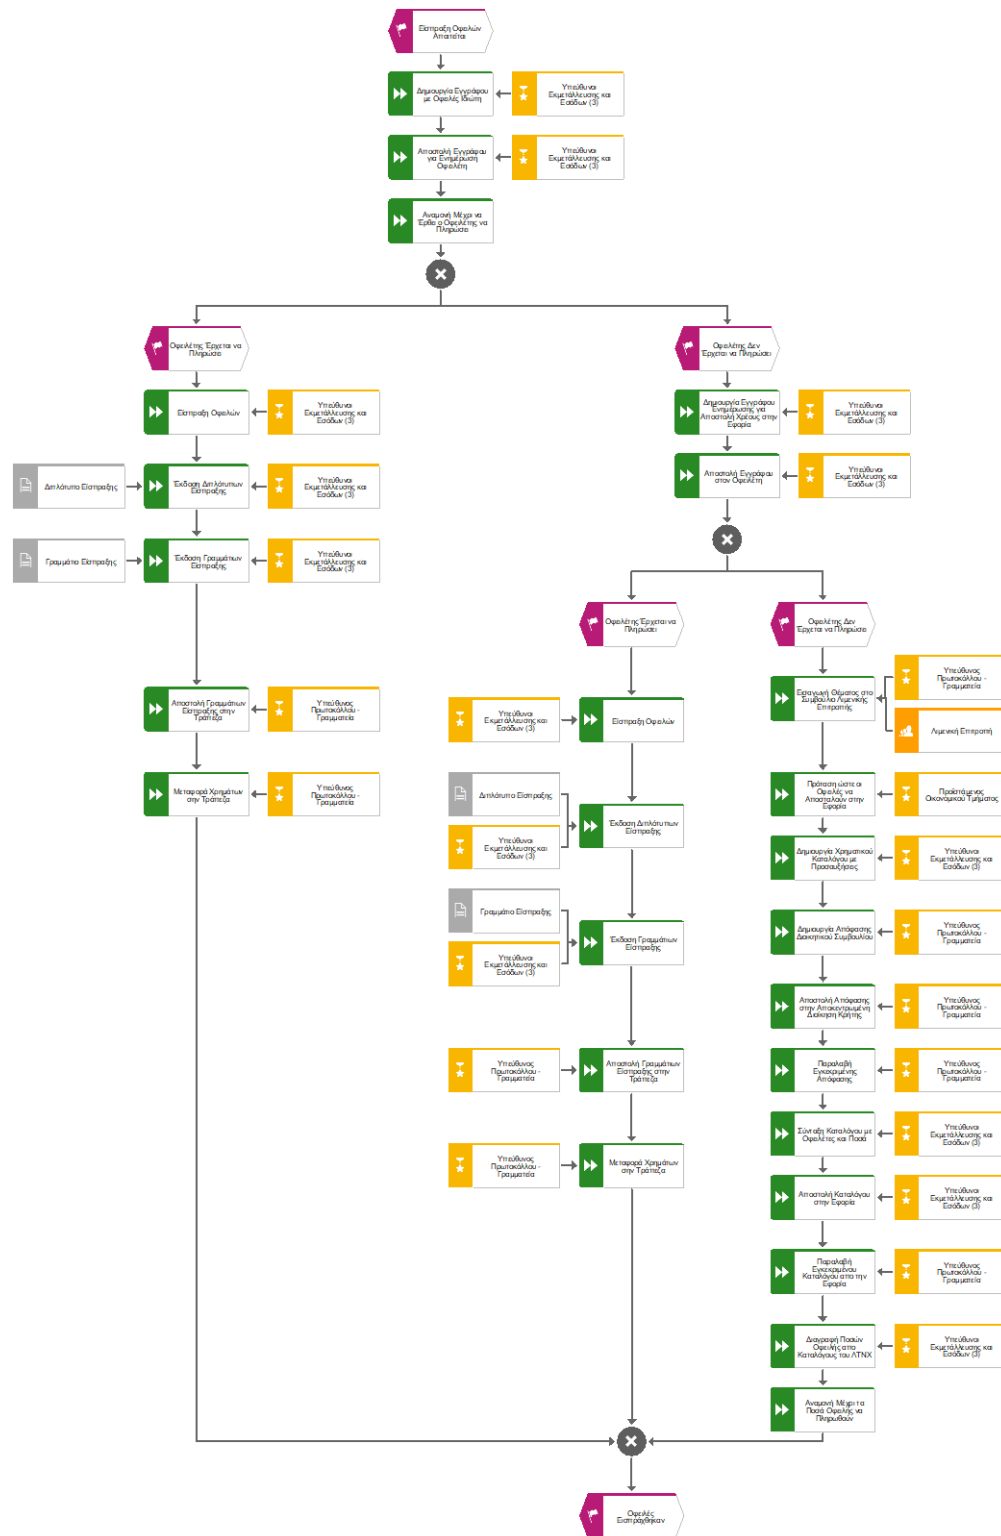 Είσπραξη Οφειλών
Απαιτείται
Δημιουργία Εγγράφου
με Οφειλές Ιδιώτη
Υπεύθυνοι
Εκμετάλλευσης και
Εσόδων (3)
Αποστολή Εγγράφου
για Ενημέρωση
Οφειλέτη
Υπεύθυνοι
Εκμετάλλευσης και
Εσόδων (3)
Αναμονή Μέχρι να
Έρθει ο Οφειλέτης να
Πληρώσει
Οφειλέτης Έρχεται να
Πληρώσει
Οφειλέτης Δεν
Έρχεται να Πληρώσει
Είσπραξη Οφειλών
Υπεύθυνοι
Εκμετάλλευσης και
Εσόδων (3)
Δημιουργία Εγγράφου
Ενημέρωσης για
Αποστολή Χρέους στην
Εφορία
Υπεύθυνοι
Εκμετάλλευσης και
Εσόδων (3)
Διπλότυπο Είσπραξης
Έκδοση Διπλότυπων
Είσπραξης
Υπεύθυνοι
Εκμετάλλευσης και
Εσόδων (3)
Αποστολή Εγγράφου
στον Οφειλέτη
Υπεύθυνοι
Εκμετάλλευσης και
Εσόδων (3)
Γραμμάτιο Είσπραξης
Έκδοση Γραμμάτιων
Είσπραξης
Υπεύθυνοι
Εκμετάλλευσης και
Εσόδων (3)
Οφειλέτης Έρχεται να
Πληρώσει
Οφειλέτης Δεν
Έρχεται να Πληρώσει
Αποστολή Γραμμάτιων
Είσπραξης στην
Τράπεζα
Υπεύθυνος
Πρωτοκόλλου -
Γραμματεία
Υπεύθυνοι
Εκμετάλλευσης και
Εσόδων (3)
Είσπραξη Οφειλών
Εισαγωγή Θέματος στο
Συμβούλιο Λιμενικής
Επιτροπής
Υπεύθυνος
Πρωτοκόλλου -
Γραμματεία
Λιμενική Επιτροπή
Μεταφορά Χρημάτων
στην Τράπεζα
Υπεύθυνος
Πρωτοκόλλου -
Γραμματεία
Διπλότυπο Είσπραξης
Υπεύθυνοι
Εκμετάλλευσης και
Εσόδων (3)
Έκδοση Διπλότυπων
Είσπραξης
Πρόταση ώστε οι
Οφειλές να
Αποσταλούν στην
Εφορία
Προϊστάμενος
Οικονομικού Τμήματος
Δημιουργία Χρηματικού
Καταλόγου με
Προσαυξήσεις
Υπεύθυνοι
Εκμετάλλευσης και
Εσόδων (3)
Γραμμάτιο Είσπραξης
Υπεύθυνοι
Εκμετάλλευσης και
Εσόδων (3)
Έκδοση Γραμμάτιων
Είσπραξης
Δημιουργία Απόφασης
Διοικητικού Συμβουλίου
Υπεύθυνος
Πρωτοκόλλου -
Γραμματεία
Αποστολή Απόφασης
στην Αποκεντρωμένη
Διοίκηση Κρήτης
Υπεύθυνος
Πρωτοκόλλου -
Γραμματεία
Υπεύθυνος
Πρωτοκόλλου -
Γραμματεία
Αποστολή Γραμμάτιων
Είσπραξης στην
Τράπεζα
Παραλαβή
Εγκεκριμένης
Απόφασης
Υπεύθυνος
Πρωτοκόλλου -
Γραμματεία
Υπεύθυνος
Πρωτοκόλλου -
Γραμματεία
Μεταφορά Χρημάτων
στην Τράπεζα
Σύνταξη Καταλόγου με
Οφειλέτες και Ποσά
Υπεύθυνοι
Εκμετάλλευσης και
Εσόδων (3)
Αποστολή Καταλόγου
στην Εφορία
Υπεύθυνοι
Εκμετάλλευσης και
Εσόδων (3)
Παραλαβή
Εγκεκριμένου
Καταλόγου απο την
Εφορία
Υπεύθυνος
Πρωτοκόλλου -
Γραμματεία
Διαγραφή Ποσών
Οφειλής απο
Καταλόγους του ΛΤΝΧ
Υπεύθυνοι
Εκμετάλλευσης και
Εσόδων (3)
Αναμονή Μέχρι τα
Ποσά Οφειλής να
Πληρωθούν
Οφειλές
Εισπράχθηκαν